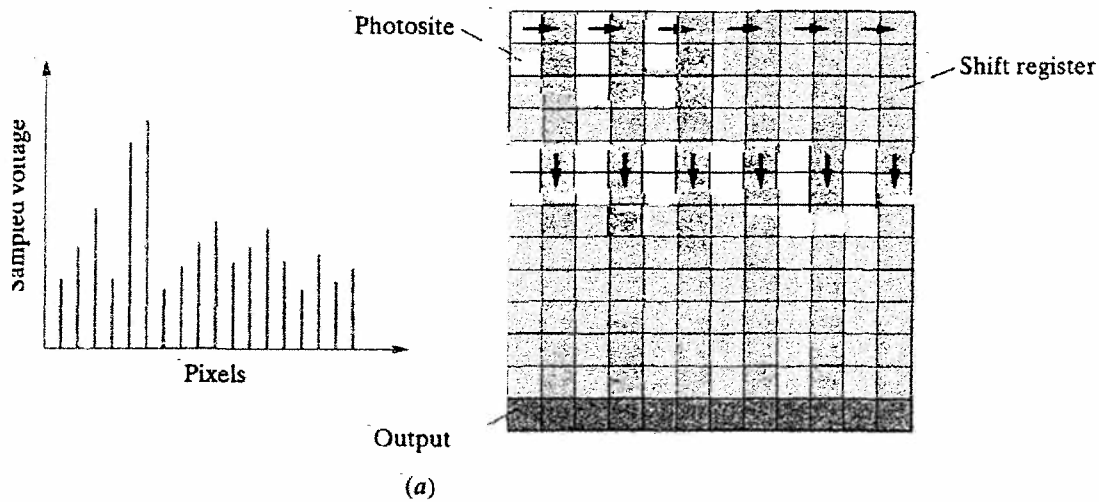 Photosite
Shift register
Sampled voltage
Pixels
Output
(a)